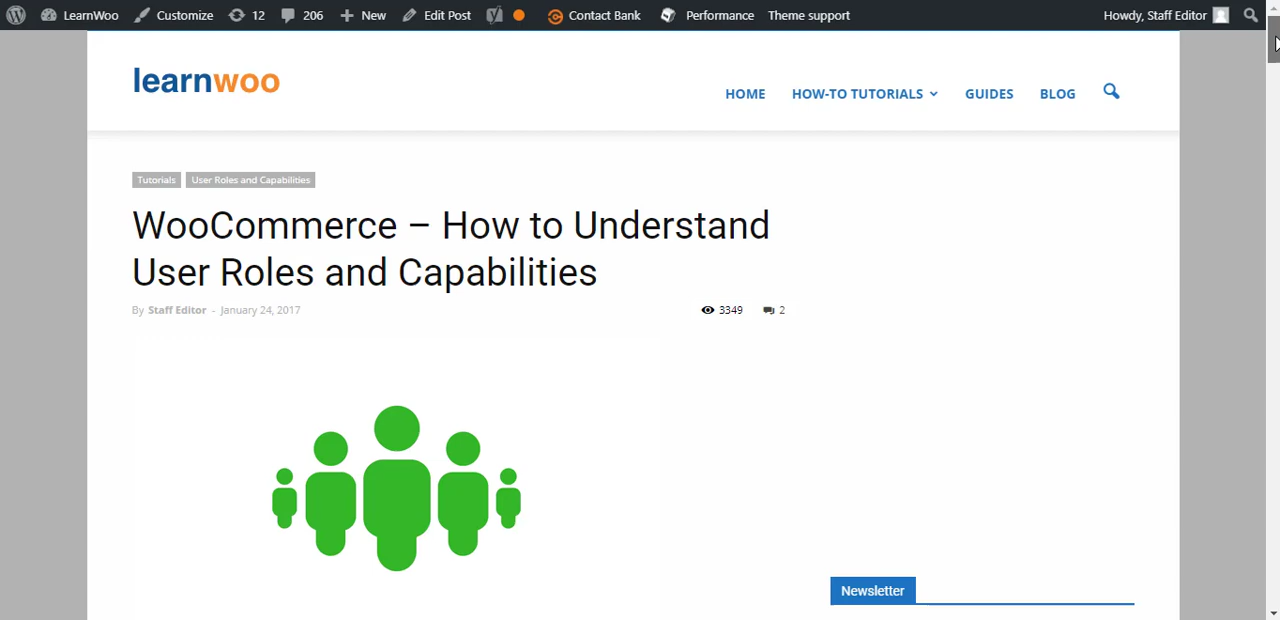 LearnWoo Customize 12 206 New Edit Post Contact Bank Performance Theme support Howdy, Staff Editor
learnwoo
HOME HOW-TO TUTORIALS GUIDES BLOG
Tutorials User Roles and Capabilities
WooCommerce – How to Understand
User Roles and Capabilities
By Staff Editor - January 24, 2017 3349 2
Newsletter